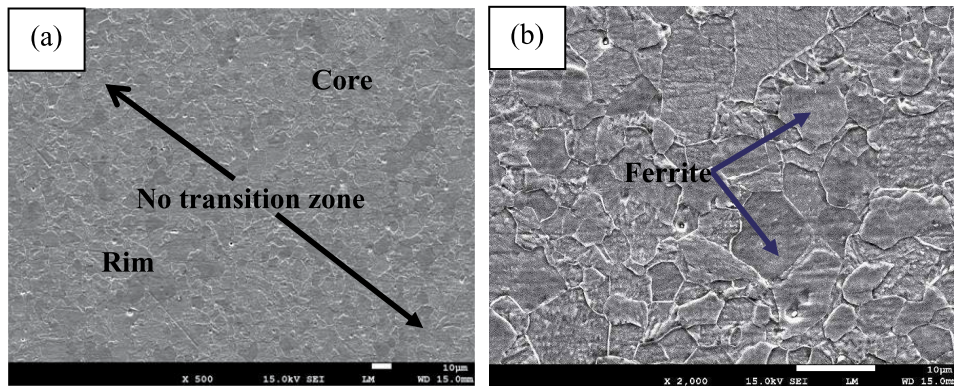 (a)
Core
No transition zone
Rim
10µm
X 500 15.0kV SEI LM WD 15.0mm
(b)
Ferrite
10µm
X 2,000 15.0kV SEI LM WD 15.0mm